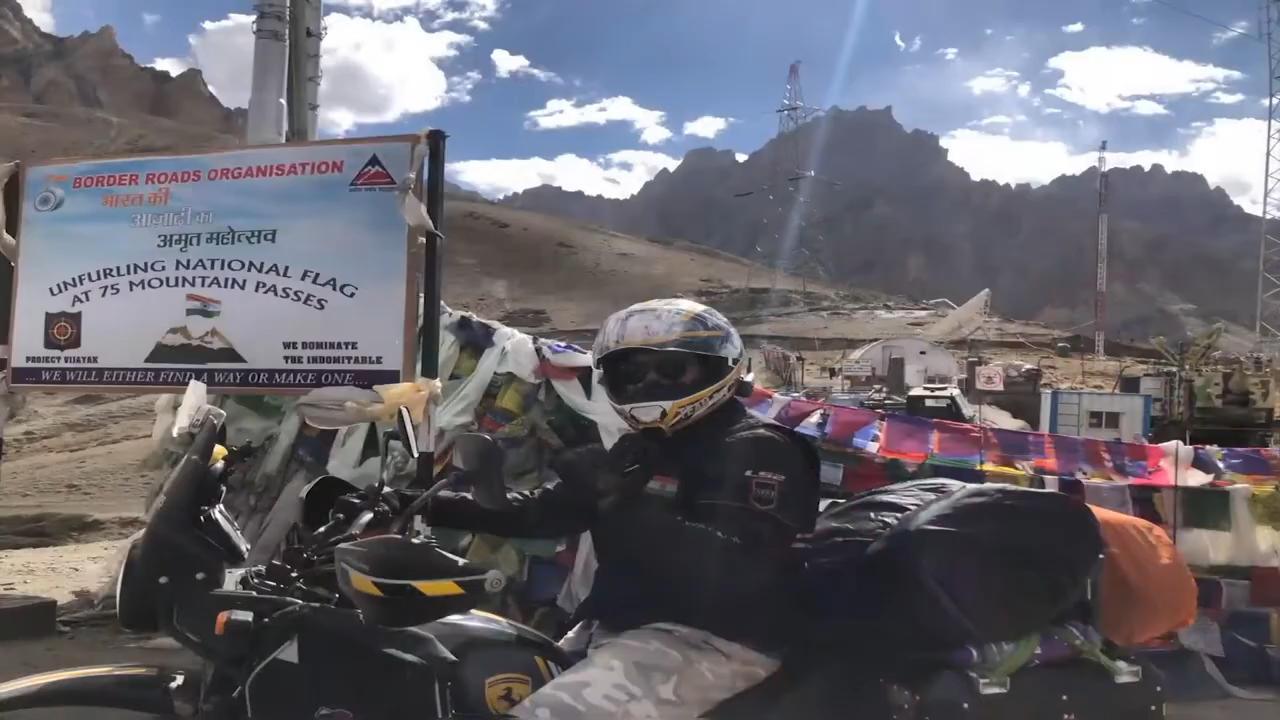 BORDER ROADS ORGANISATION
भारत की
आज़ादी का
अमृत महोत्सव
UNFURLING NATIONAL FLAG
AT 75 MOUNTAIN PASSES
PROJECT VIJAYAK
WE DOMINATE
THE INDOMITABLE
... WE WILL EITHER FIND A WAY OR MAKE ONE...
LS2